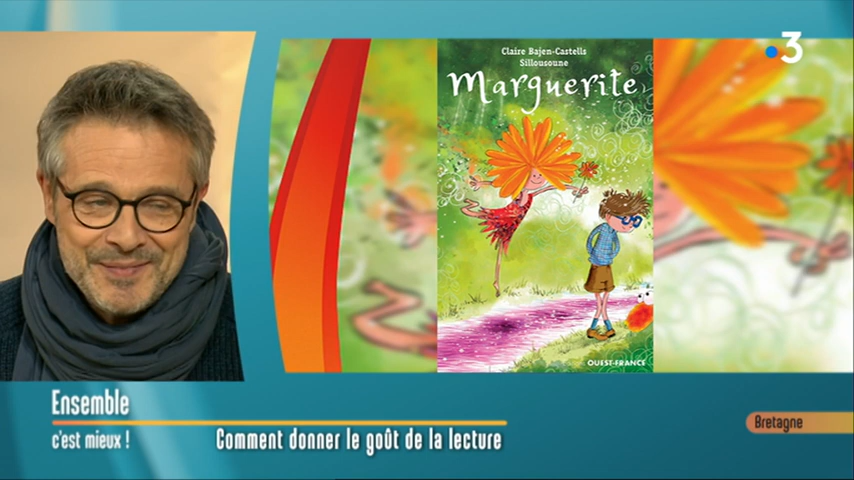 3
Claire Bajen-Castells
Sillousoune
Marguerite
OUEST-FRANCE
Ensemble
c'est mieux !
Comment donner le goût de la lecture
Bretagne